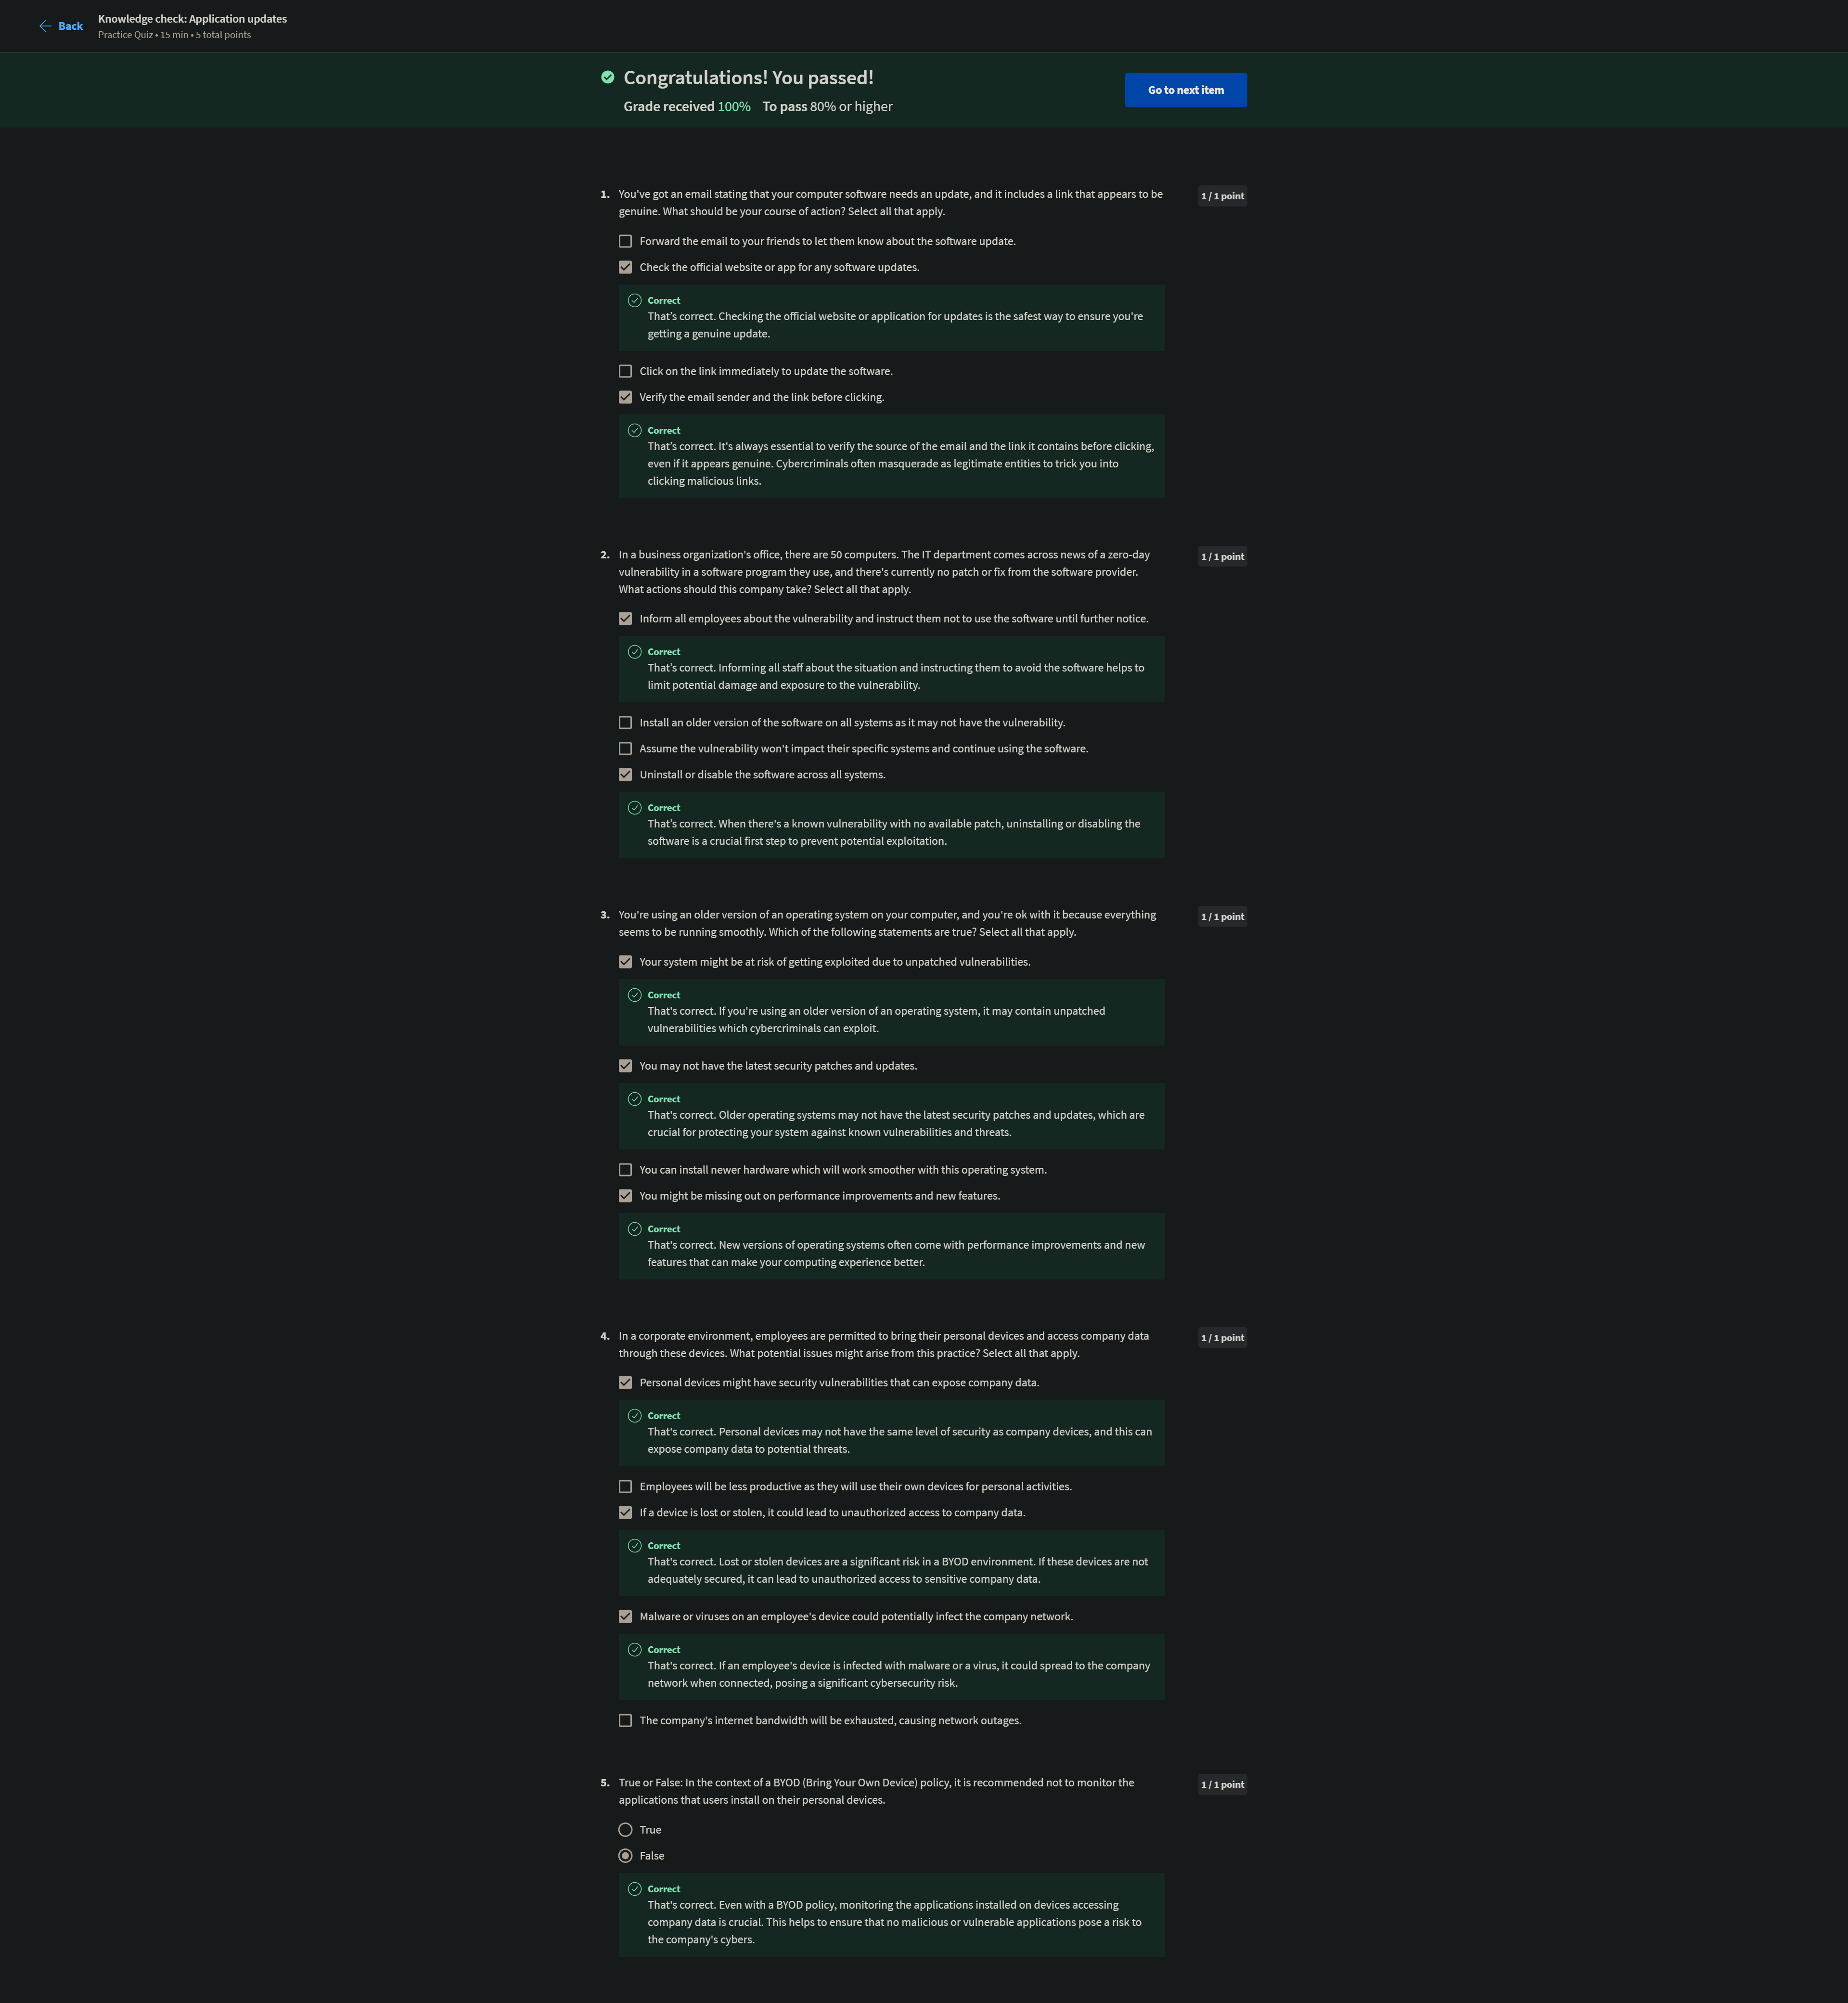 Back
Knowledge check: Application updates
Practice Quiz • 15 min • 5 total points
Congratulations! You passed!
Grade received 100% To pass 80% or higher
Go to next item
1. You've got an email stating that your computer software needs an update, and it includes a link that appears to be
genuine. What should be your course of action? Select all that apply.
1 / 1 point
Forward the email to your friends to let them know about the software update.
Check the official website or app for any software updates.
Correct
That's correct. Checking the official website or application for updates is the safest way to ensure you're
getting a genuine update.
Click on the link immediately to update the software.
Verify the email sender and the link before clicking.
Correct
That's correct. It's always essential to verify the source of the email and the link it contains before clicking,
even if it appears genuine. Cybercriminals often masquerade as legitimate entities to trick you into
clicking malicious links.
2. In a business organization's office, there are 50 computers. The IT department comes across news of a zero-day
vulnerability in a software program they use, and there's currently no patch or fix from the software provider.
What actions should this company take? Select all that apply.
1 / 1 point
Inform all employees about the vulnerability and instruct them not to use the software until further notice.
Correct
That's correct. Informing all staff about the situation and instructing them to avoid the software helps to
limit potential damage and exposure to the vulnerability.
Install an older version of the software on all systems as it may not have the vulnerability.
Assume the vulnerability won't impact their specific systems and continue using the software.
Uninstall or disable the software across all systems.
Correct
That's correct. When there's a known vulnerability with no available patch, uninstalling or disabling the
software is a crucial first step to prevent potential exploitation.
3. You're using an older version of an operating system on your computer, and you're ok with it because everything
seems to be running smoothly. Which of the following statements are true? Select all that apply.
1 / 1 point
Your system might be at risk of getting exploited due to unpatched vulnerabilities.
Correct
That's correct. If you're using an older version of an operating system, it may contain unpatched
vulnerabilities which cybercriminals can exploit.
You may not have the latest security patches and updates.
Correct
That's correct. Older operating systems may not have the latest security patches and updates, which are
crucial for protecting your system against known vulnerabilities and threats.
You can install newer hardware which will work smoother with this operating system.
You might be missing out on performance improvements and new features.
Correct
That's correct. New versions of operating systems often come with performance improvements and new
features that can make your computing experience better.
4. In a corporate environment, employees are permitted to bring their personal devices and access company data
through these devices. What potential issues might arise from this practice? Select all that apply.
1 / 1 point
Personal devices might have security vulnerabilities that can expose company data.
Correct
That's correct. Personal devices may not have the same level of security as company devices, and this can
expose company data to potential threats.
Employees will be less productive as they will use their own devices for personal activities.
If a device is lost or stolen, it could lead to unauthorized access to company data.
Correct
That's correct. Lost or stolen devices are a significant risk in a BYOD environment. If these devices are not
adequately secured, it can lead to unauthorized access to sensitive company data.
Malware or viruses on an employee's device could potentially infect the company network.
Correct
That's correct. If an employee's device is infected with malware or a virus, it could spread to the company
network when connected, posing a significant cybersecurity risk.
The company's internet bandwidth will be exhausted, causing network outages.
5. True or False: In the context of a BYOD (Bring Your Own Device) policy, it is recommended not to monitor the
applications that users install on their personal devices.
1 / 1 point
True
False
Correct
That's correct. Even with a BYOD policy, monitoring the applications installed on devices accessing
company data is crucial. This helps to ensure that no malicious or vulnerable applications pose a risk to
the company's cybers.